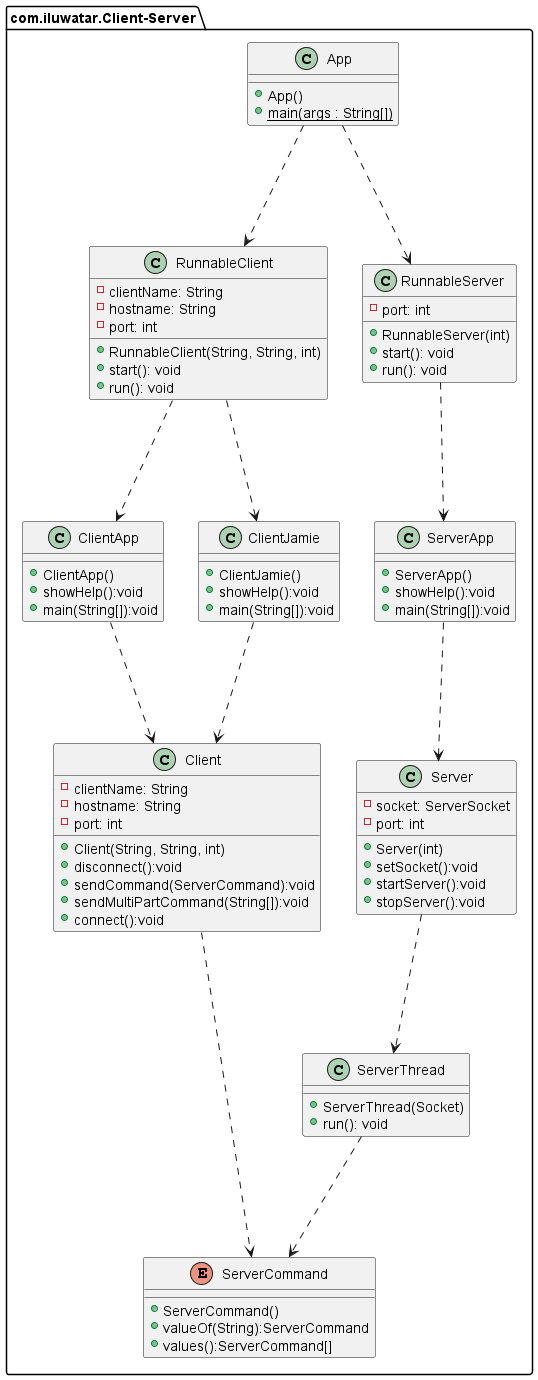 com.iluwatar.Client-Server
C App
App()
main(args : String[])
C RunnableClient
clientName: String
hostname: String
port: int
RunnableClient(String, String, int)
start(): void
run(): void
C RunnableServer
port: int
RunnableServer(int)
start(): void
run(): void
C ClientApp
ClientApp()
showHelp():void
main(String[]):void
C ClientJamie
ClientJamie()
showHelp():void
main(String[]):void
C ServerApp
ServerApp()
showHelp():void
main(String[]):void
C Client
clientName: String
hostname: String
port: int
Client(String, String, int)
disconnect():void
sendCommand(ServerCommand):void
sendMultiPartCommand(String[]):void
connect():void
C Server
socket: ServerSocket
port: int
Server(int)
setSocket():void
startServer():void
stopServer():void
C ServerThread
ServerThread(Socket)
run(): void
E ServerCommand
ServerCommand()
valueOf(String):ServerCommand
values():ServerCommand[]